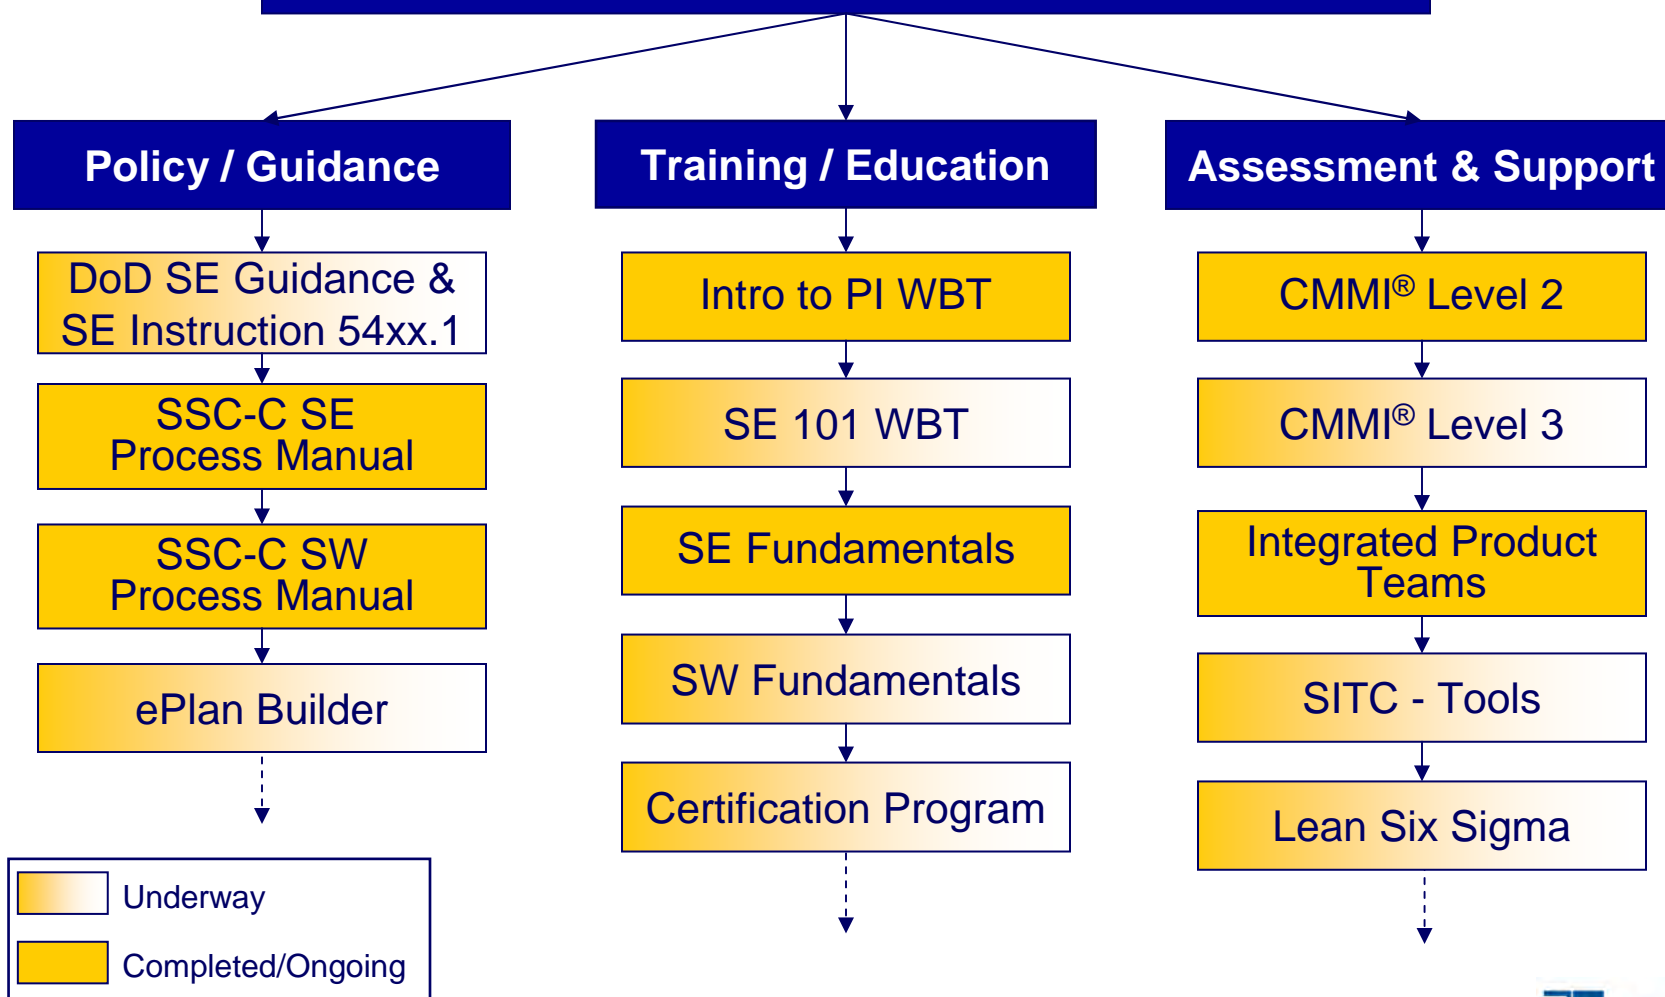 Policy / Guidance
Training / Education
Assessment & Support
DoD SE Guidance &
SE Instruction 54xx.1
SSC-C SE
Process Manual
SSC-C SW
Process Manual
ePlan Builder
Intro to PI WBT
SE 101 WBT
SE Fundamentals
SW Fundamentals
Certification Program
CMMI® Level 2
CMMI® Level 3
Integrated Product
Teams
SITC - Tools
Lean Six Sigma
Underway
Completed/Ongoing